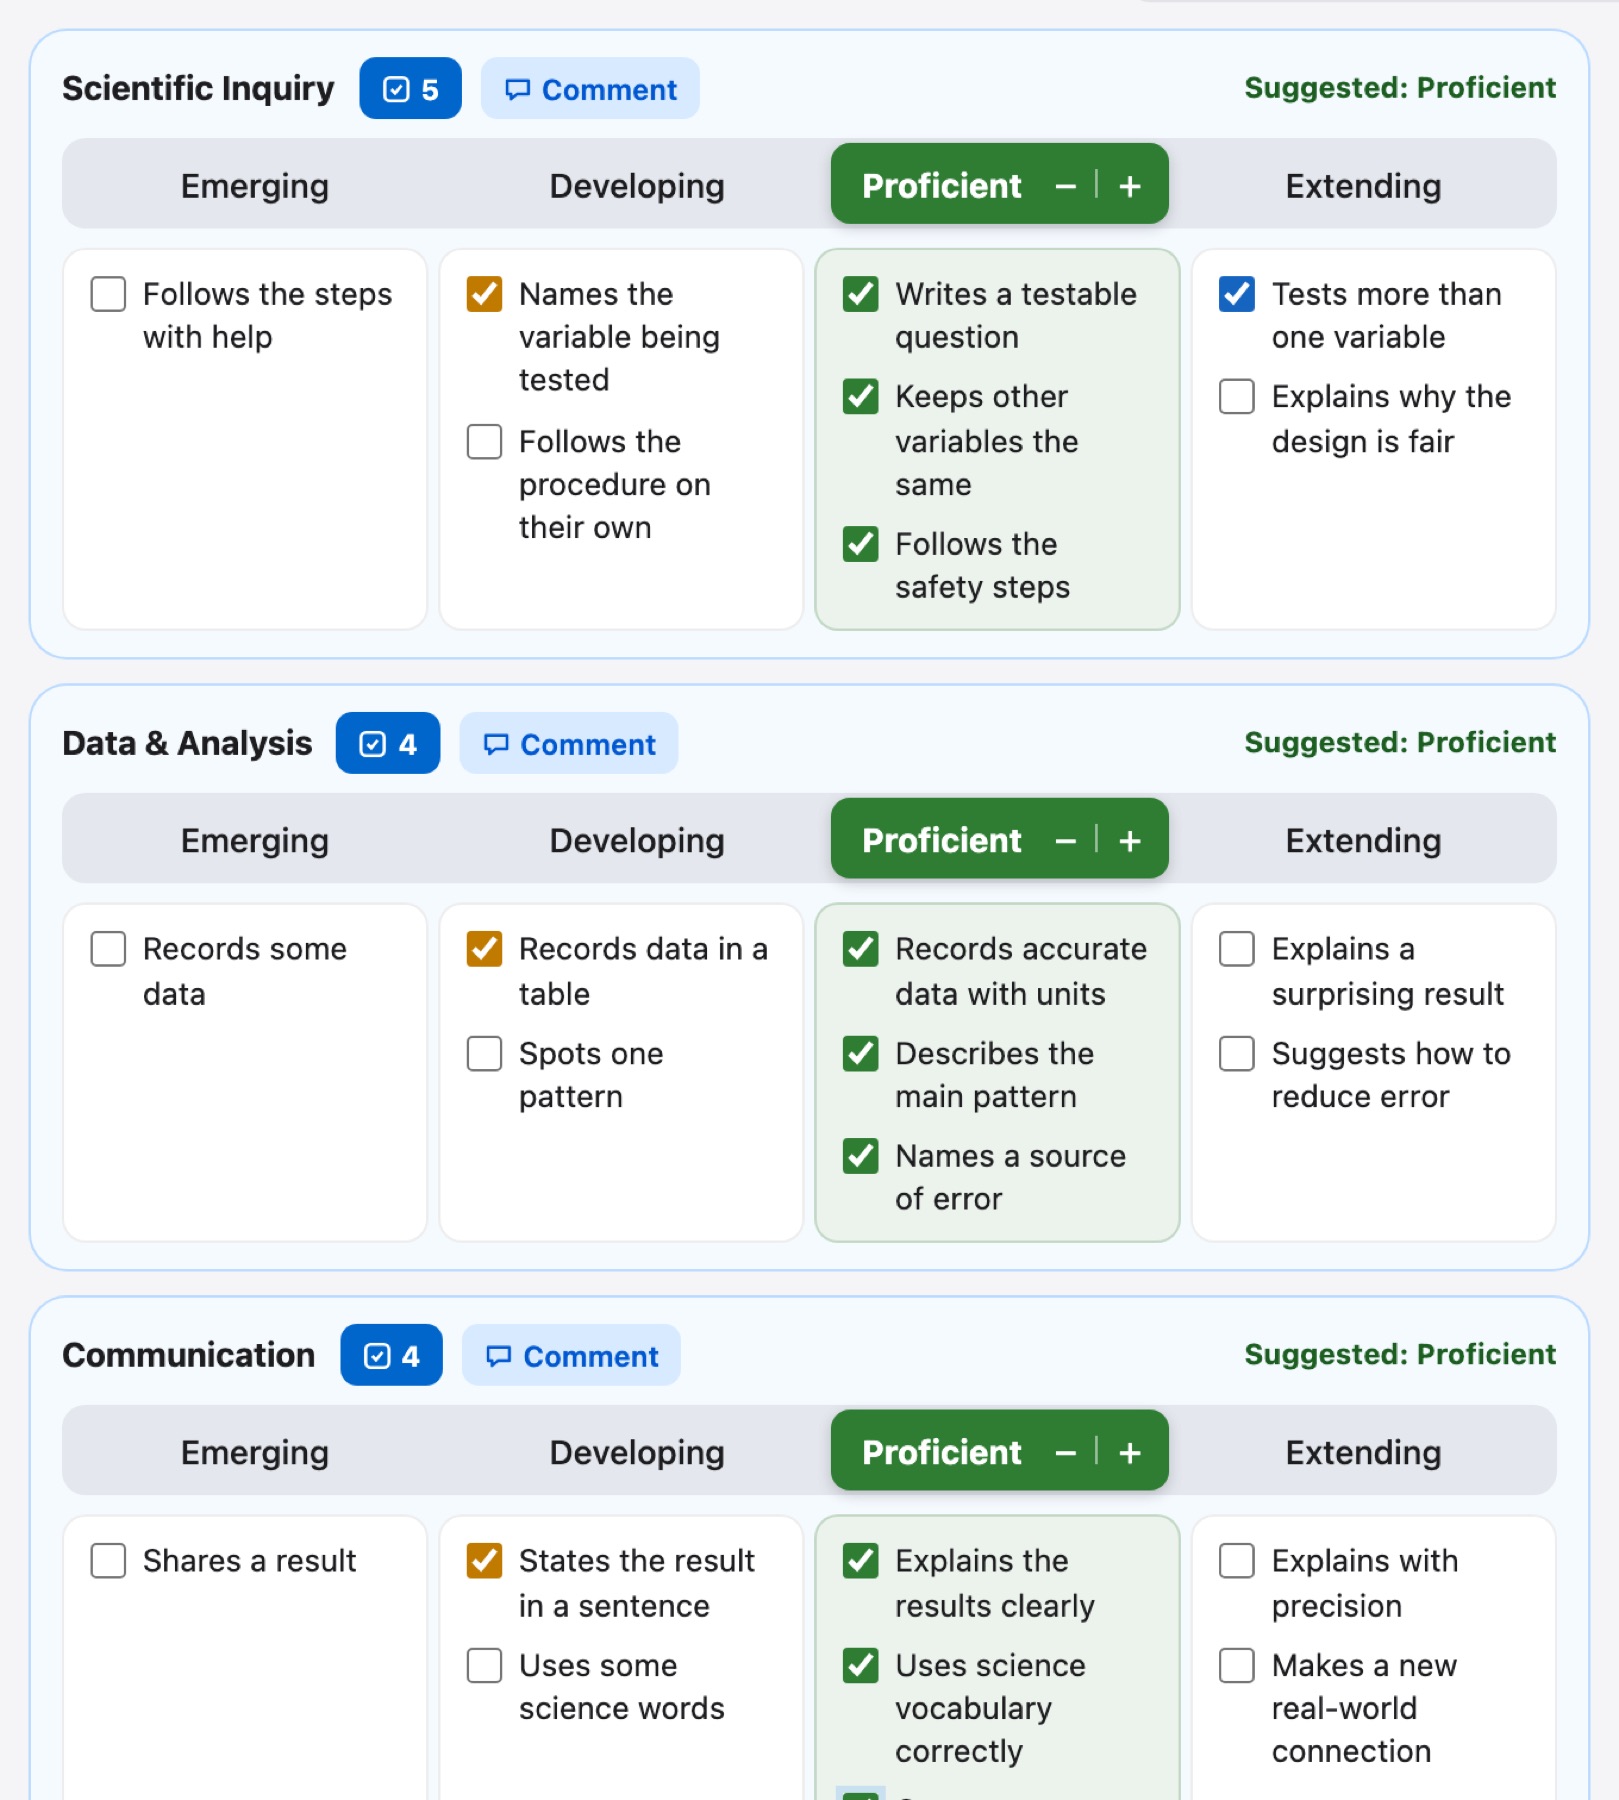 Scientific Inquiry 5 Comment Suggested: Proficient
Emerging Developing Proficient − | + Extending
Follows the steps
with help
Names the
variable being
tested
Follows the
procedure on
their own
Writes a testable
question
Keeps other
variables the
same
Follows the
safety steps
Tests more than
one variable
Explains why the
design is fair
Data & Analysis 4 Comment Suggested: Proficient
Emerging Developing Proficient − | + Extending
Records some
data
Records data in a
table
Spots one
pattern
Records accurate
data with units
Describes the
main pattern
Names a source
of error
Explains a
surprising result
Suggests how to
reduce error
Communication 4 Comment Suggested: Proficient
Emerging Developing Proficient − | + Extending
Shares a result
States the result
in a sentence
Uses some
science words
Explains the
results clearly
Uses science
vocabulary
correctly
Explains with
precision
Makes a new
real-world
connection